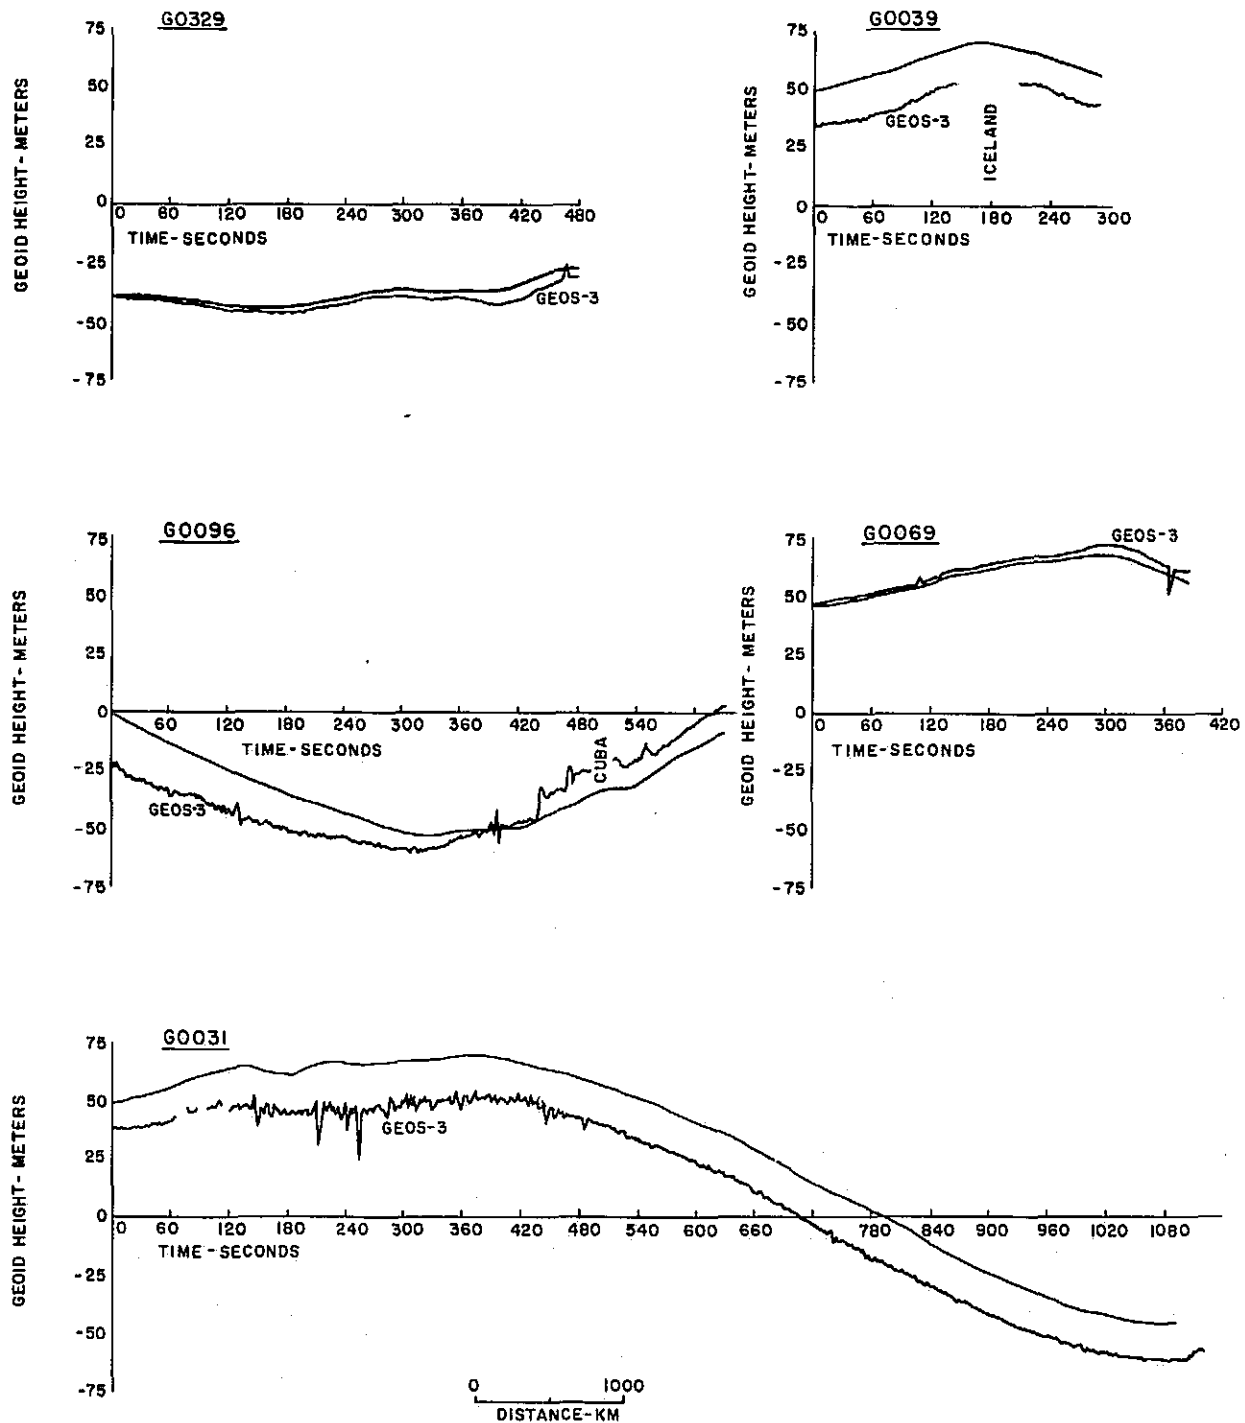 G0329
75
50
25
0
-25
-50
-75
GEOID HEIGHT-METERS
0 60 120 180 240 300 360 420 480
TIME-SECONDS
GEOS-3
G0039
75
50
25
0
-25
-50
-75
GEOID HEIGHT-METERS
GEOS-3
ICELAND
0 60 120 180 240 300
TIME-SECONDS
G0096
75
50
25
0
-25
-50
-75
GEOID HEIGHT-METERS
0 60 120 180 240 300 360 420 480 540
TIME-SECONDS
CUBA
GEOS-3
G0069
75
50
25
0
-25
-50
-75
GEOID HEIGHT-METERS
GEOS-3
0 60 120 180 240 300 360 420
TIME-SECONDS
G0031
75
50
25
0
-25
-50
-75
GEOID HEIGHT-METERS
GEOS-3
0 60 120 180 240 300 360 420 480 540 600 660 780 840 900 960 1020 1080
TIME-SECONDS
0 1000
DISTANCE-KM